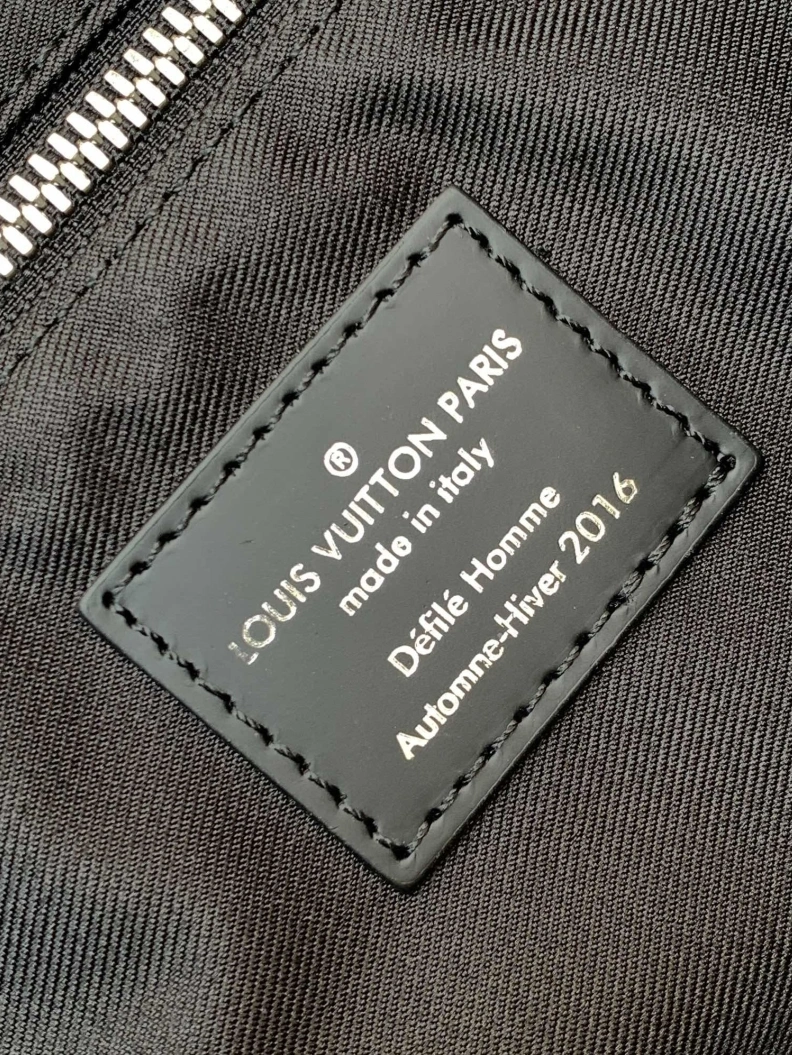 ®
LOUIS VUITTON PARIS
made in italy
Défilé Homme
Automne-Hiver 2016